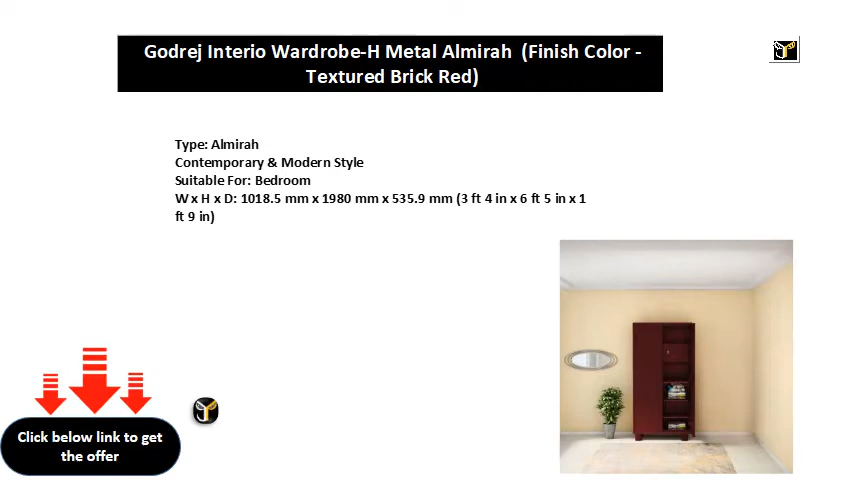 Godrej Interio Wardrobe-H Metal Almirah (Finish Color -
Textured Brick Red)
Type: Almirah
Contemporary & Modern Style
Suitable For: Bedroom
W x H x D: 1018.5 mm x 1980 mm x 535.9 mm (3 ft 4 in x 6 ft 5 in x 1
ft 9 in)
Click below link to get
the offer